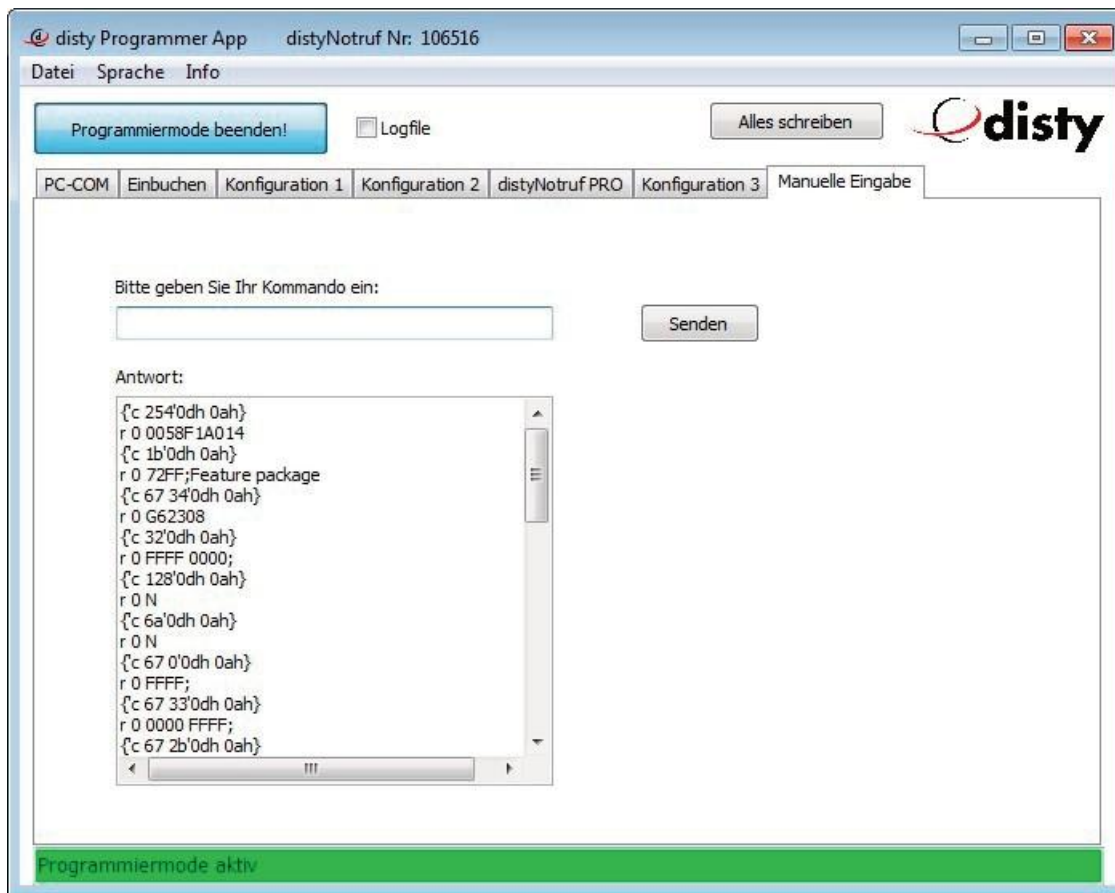 disty Programmer App distyNotruf Nr: 106516
Datei Sprache Info
Programmiermode beenden! Logfile Alles schreiben disty
PC-COM Einbuchen Konfiguration 1 Konfiguration 2 distyNotruf PRO Konfiguration 3 Manuelle Eingabe
Bitte geben Sie Ihr Kommando ein:
Senden
Antwort:
{'c 254'0dh 0ah}
r 0 0058F1A014
{'c 1b'0dh 0ah}
r 0 72FF;Feature package
{'c 67 34'0dh 0ah}
r 0 G62308
{'c 32'0dh 0ah}
r 0 FFFF 0000;
{'c 128'0dh 0ah}
r 0 N
{'c 6a'0dh 0ah}
r 0 N
{'c 67 0'0dh 0ah}
r 0 FFFF;
{'c 67 33'0dh 0ah}
r 0 0000 FFFF;
{'c 67 2b'0dh 0ah}
Programmiermode aktiv